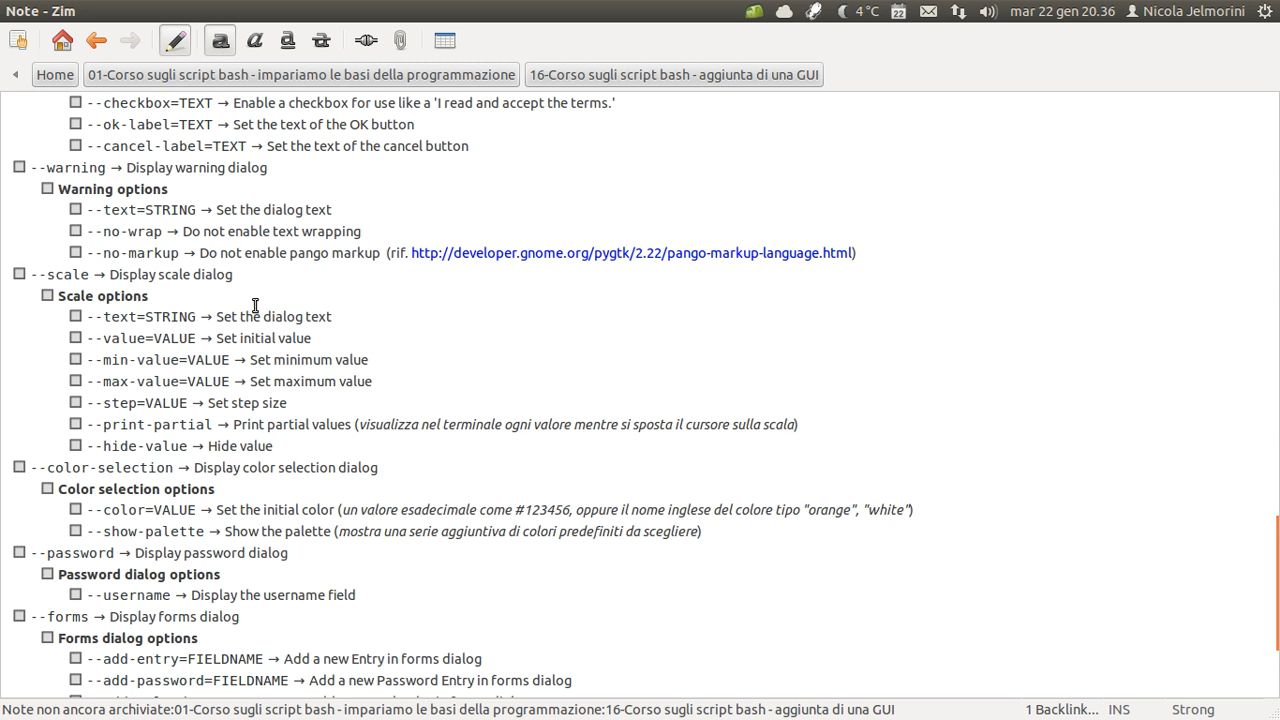 Note - Zim
4 °C
22
mar 22 gen 20.36
Nicola Jelmorini
a a a a
Home
01-Corso sugli script bash - impariamo le basi della programmazione
16-Corso sugli script bash - aggiunta di una GUI
--checkbox=TEXT → Enable a checkbox for use like a 'I read and accept the terms.'
--ok-label=TEXT → Set the text of the OK button
--cancel-label=TEXT → Set the text of the cancel button
--warning → Display warning dialog
Warning options
--text=STRING → Set the dialog text
--no-wrap → Do not enable text wrapping
--no-markup → Do not enable pango markup (rif. http://developer.gnome.org/pygtk/2.22/pango-markup-language.html)
--scale → Display scale dialog
Scale options
--text=STRING → Set the dialog text
--value=VALUE → Set initial value
--min-value=VALUE → Set minimum value
--max-value=VALUE → Set maximum value
--step=VALUE → Set step size
--print-partial → Print partial values (visualizza nel terminale ogni valore mentre si sposta il cursore sulla scala)
--hide-value → Hide value
--color-selection → Display color selection dialog
Color selection options
--color=VALUE → Set the initial color (un valore esadecimale come #123456, oppure il nome inglese del colore tipo "orange", "white")
--show-palette → Show the palette (mostra una serie aggiuntiva di colori predefiniti da scegliere)
--password → Display password dialog
Password dialog options
--username → Display the username field
--forms → Display forms dialog
Forms dialog options
--add-entry=FIELDNAME → Add a new Entry in forms dialog
--add-password=FIELDNAME → Add a new Password Entry in forms dialog
Note non ancora archiviate:01-Corso sugli script bash - impariamo le basi della programmazione:16-Corso sugli script bash - aggiunta di una GUI
1 Backlink...
INS
Strong